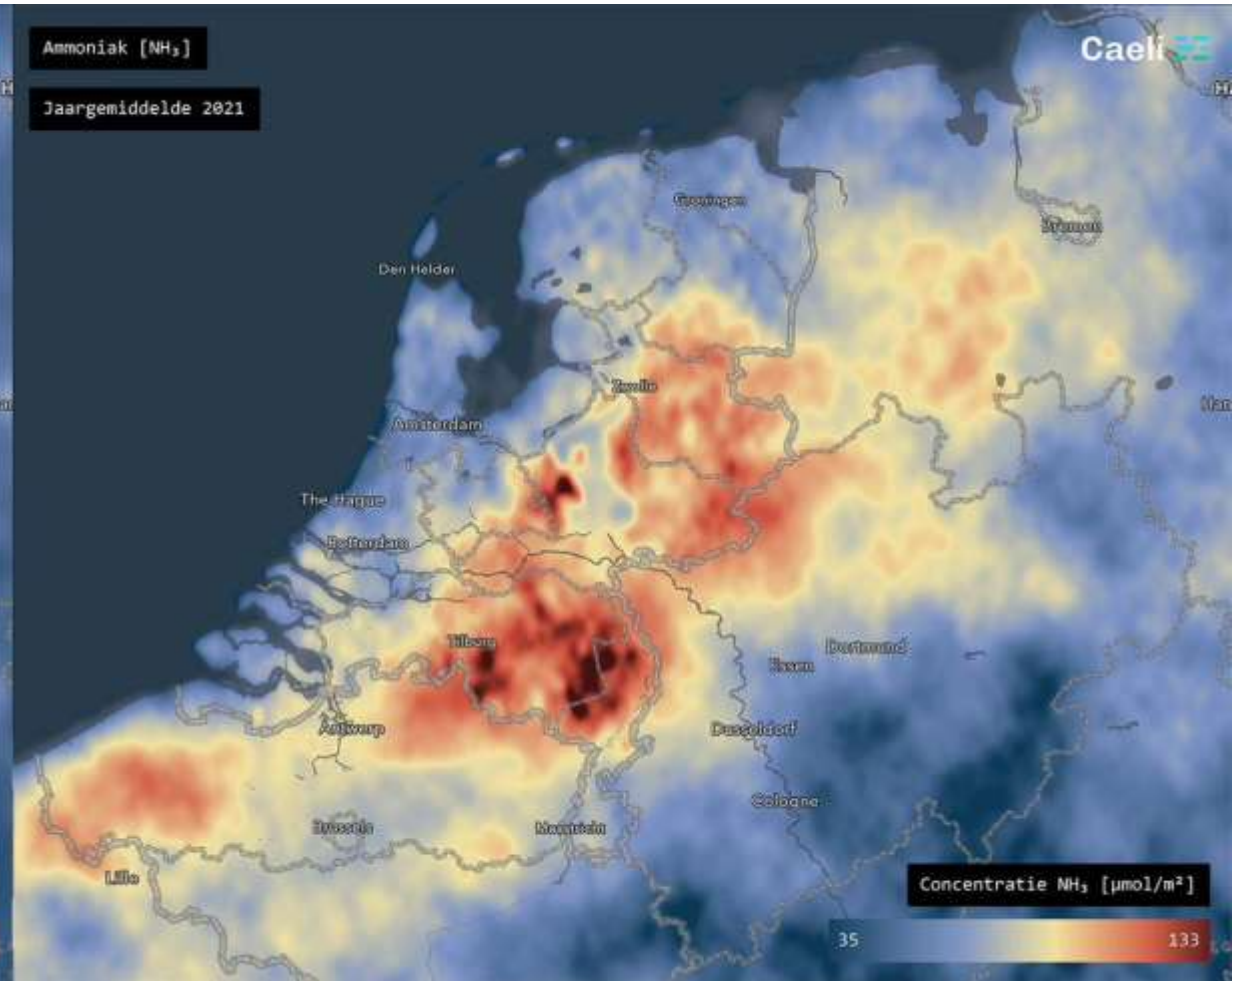 Ammoniak [NH₃]
Caeli
Jaargemiddelde 2021
Groningen
Bremen
Den Helder
Zwolle
Amsterdam
The Hague
Rotterdam
Tilburg
Dortmund
Essen
Antwerp
Dusseldorf
Cologne
Brussels
Maastricht
Lille
Concentratie NH₃ [µmol/m²]
35
133